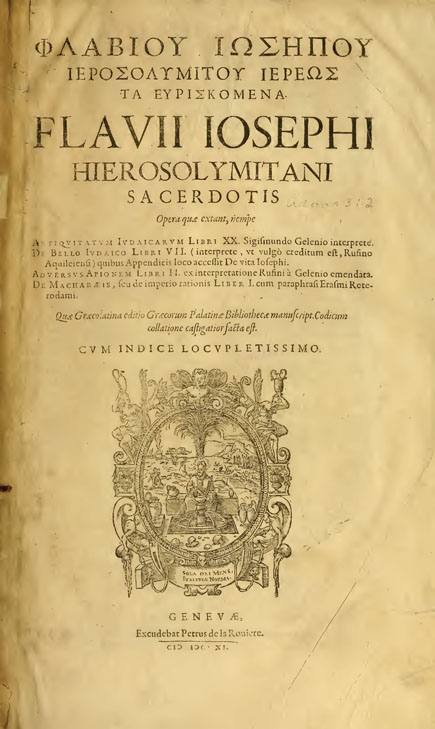 ΦΛΑΒΙΟΥ ΙΩΣΗΠΟΥ
ΙΕΡΟΣΟΛΥΜΙΤΟΥ ΙΕΡΕΩΣ
ΤΑ ΕΥΡΙΣΚΟΜΕΝΑ.
FLAVII IOSEPHI
HIEROSOLYMITANI
SACERDOTIS
Opera quæ extant, nempe
ANTIQVITATVM IVDAICARVM LIBRI XX. Sigismundo Gelenio interprete.
DE BELLO IVDAICO LIBRI VII. (interprete, vt vulgò creditum est, Rufino
Aquileiensi) quibus Appendicis loco accessit De vita Iosephi.
ADVERSVS APIONEM LIBRI II. ex interpretatione Rufini à Gelenio emendata.
DE MACHABÆIS, seu de imperio rationis LIBER I. cum paraphrasi Erasmi Rote-
rodami.
Quæ Græcolatina editio Græcorum Palatinæ Bibliothecæ manuscript. Codicum
collatione castigatior facta est.
CVM INDICE LOCVPLETISSIMO.
SOLA DEI MENS
GENEVÆ,
Excudebat Petrus de la Rouiere.
CIↃ IↃC. XI.